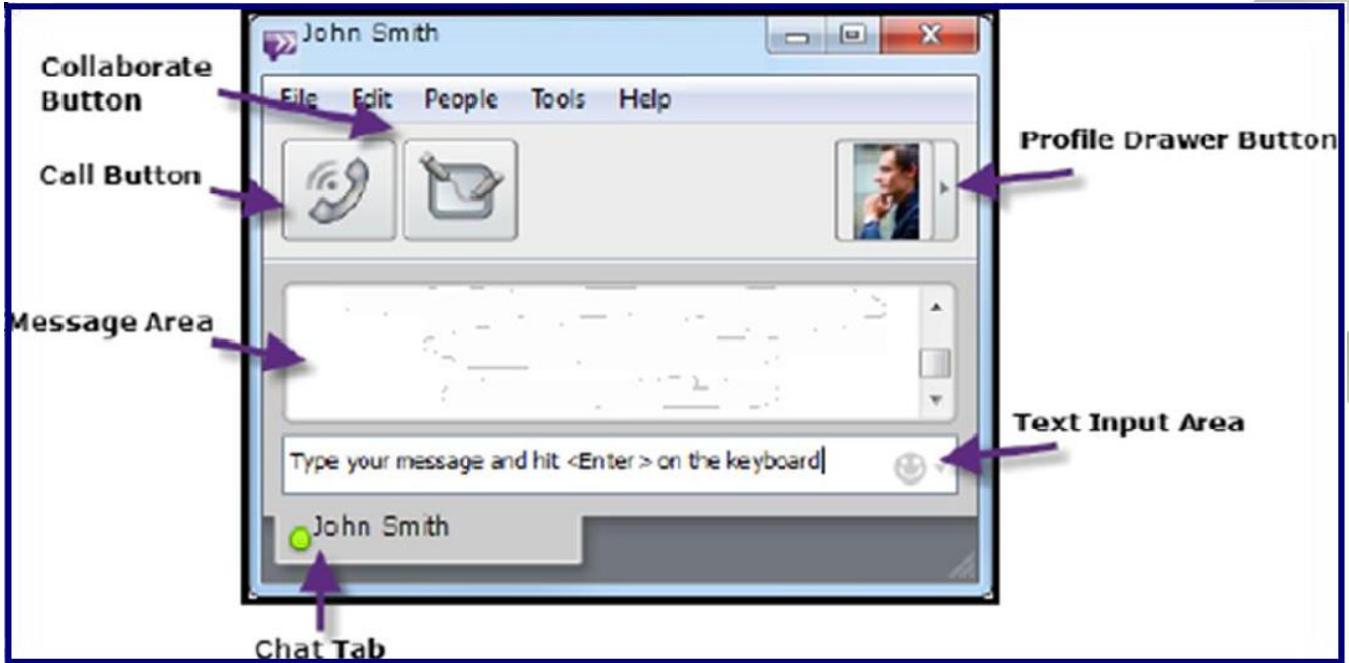 John Smith
Collaborate
Button
File Edit People Tools Help
Profile Drawer Button
Call Button
Message Area
Text Input Area
Type your message and hit <Enter> on the keyboard
John Smith
Chat Tab